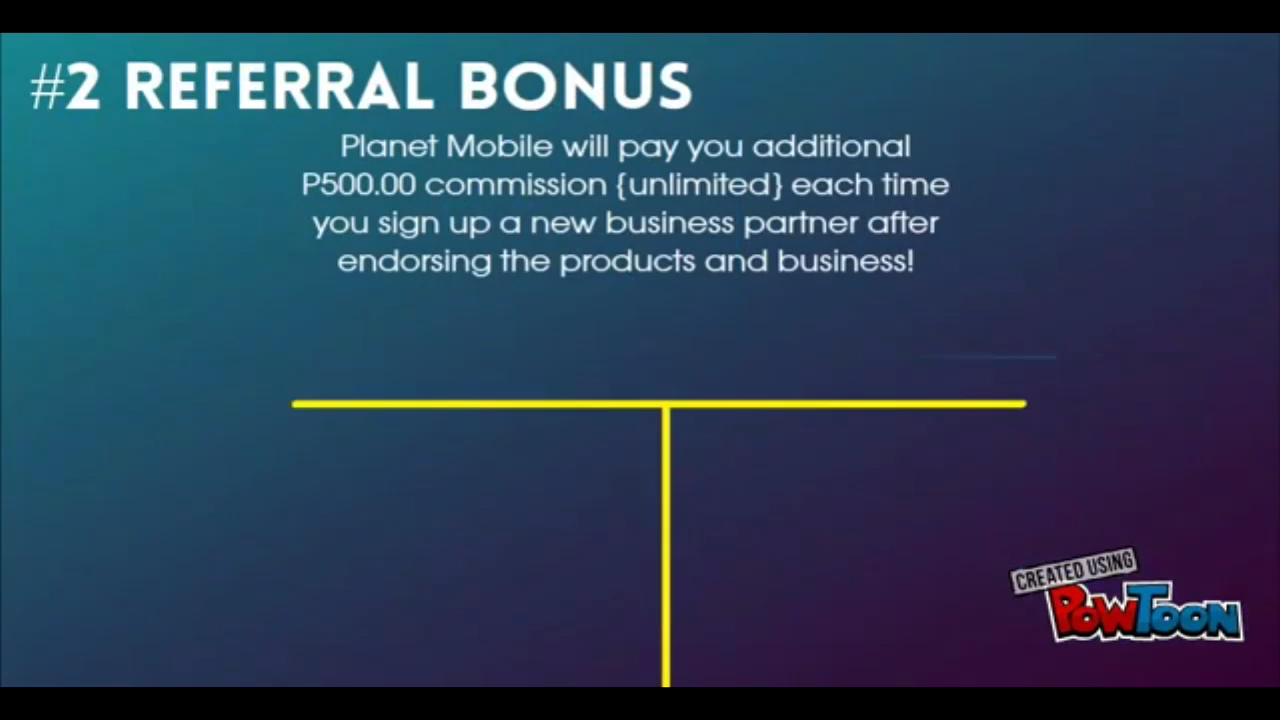 #2 REFERRAL BONUS
Planet Mobile will pay you additional
P500.00 commission {unlimited} each time
you sign up a new business partner after
endorsing the products and business!
CREATED USING
POWTOON